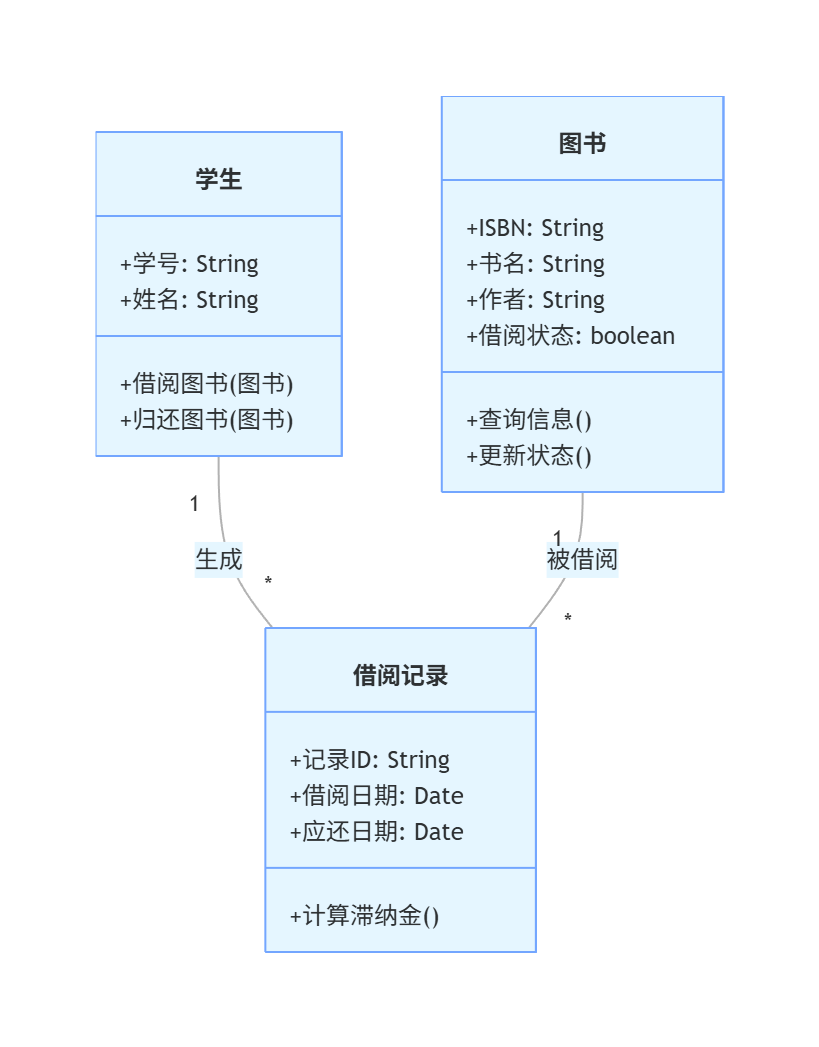 学生
+学号: String
+姓名: String
+借阅图书(图书)
+归还图书(图书)
图书
+ISBN: String
+书名: String
+作者: String
+借阅状态: boolean
+查询信息()
+更新状态()
1
生成
*
1
被借阅
*
借阅记录
+记录ID: String
+借阅日期: Date
+应还日期: Date
+计算滞纳金()